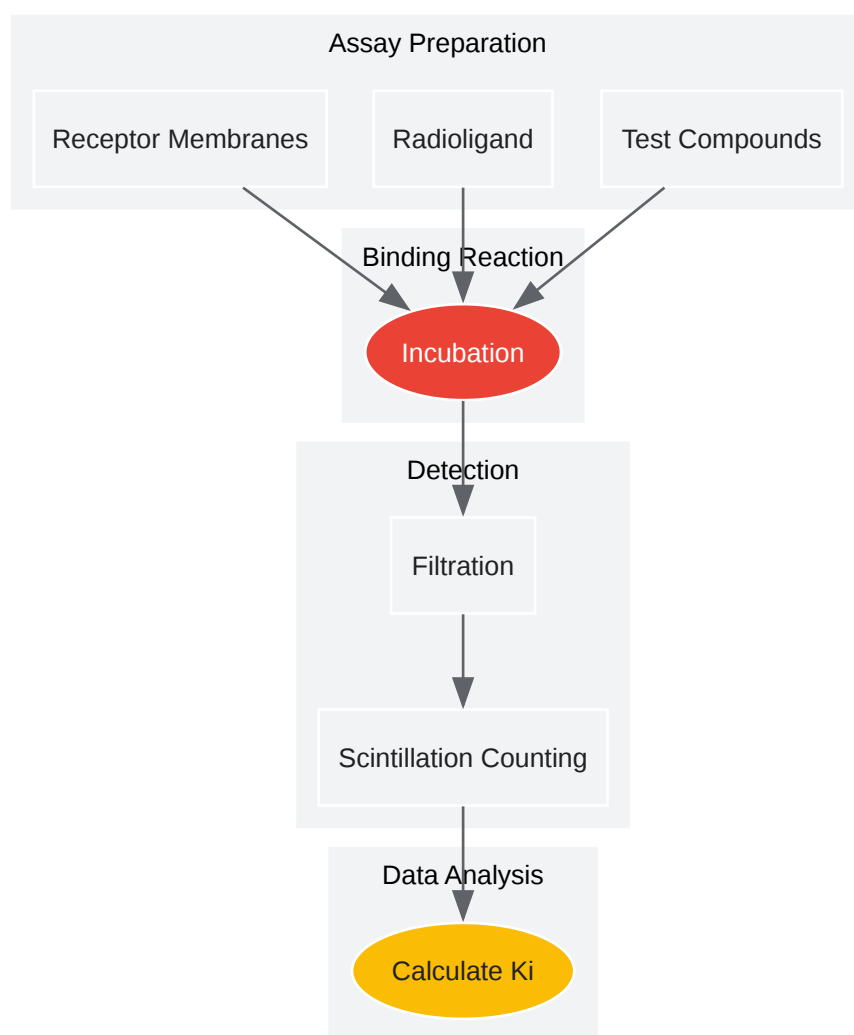 Assay Preparation
Receptor Membranes
Radioligand
Test Compounds
Binding Reaction
Incubation
Detection
Filtration
Scintillation Counting
Data Analysis
Calculate Ki